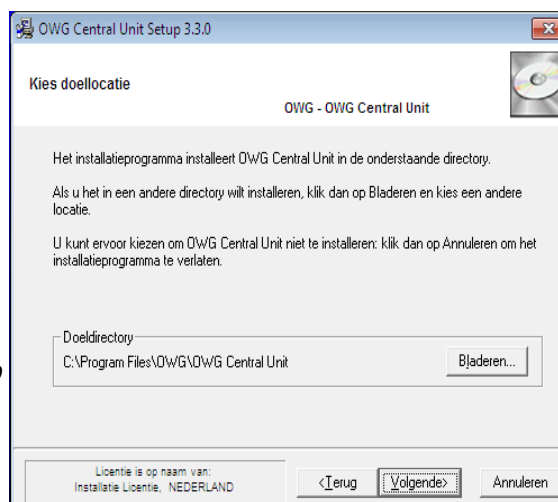 OWG Central Unit Setup 3.3.0
Kies doellocatie
OWG - OWG Central Unit
Het installatieprogramma installeert OWG Central Unit in de onderstaande directory.
Als u het in een andere directory wilt installeren, klik dan op Bladeren en kies een andere
locatie.
U kunt ervoor kiezen om OWG Central Unit niet te installeren: klik dan op Annuleren om het
installatieprogramma te verlaten.
Doeldirectory
C:\Program Files\OWG\OWG Central Unit
Bladeren...
Licentie is op naam van:
Installatie Licentie, NEDERLAND
<Terug
Volgende>
Annuleren